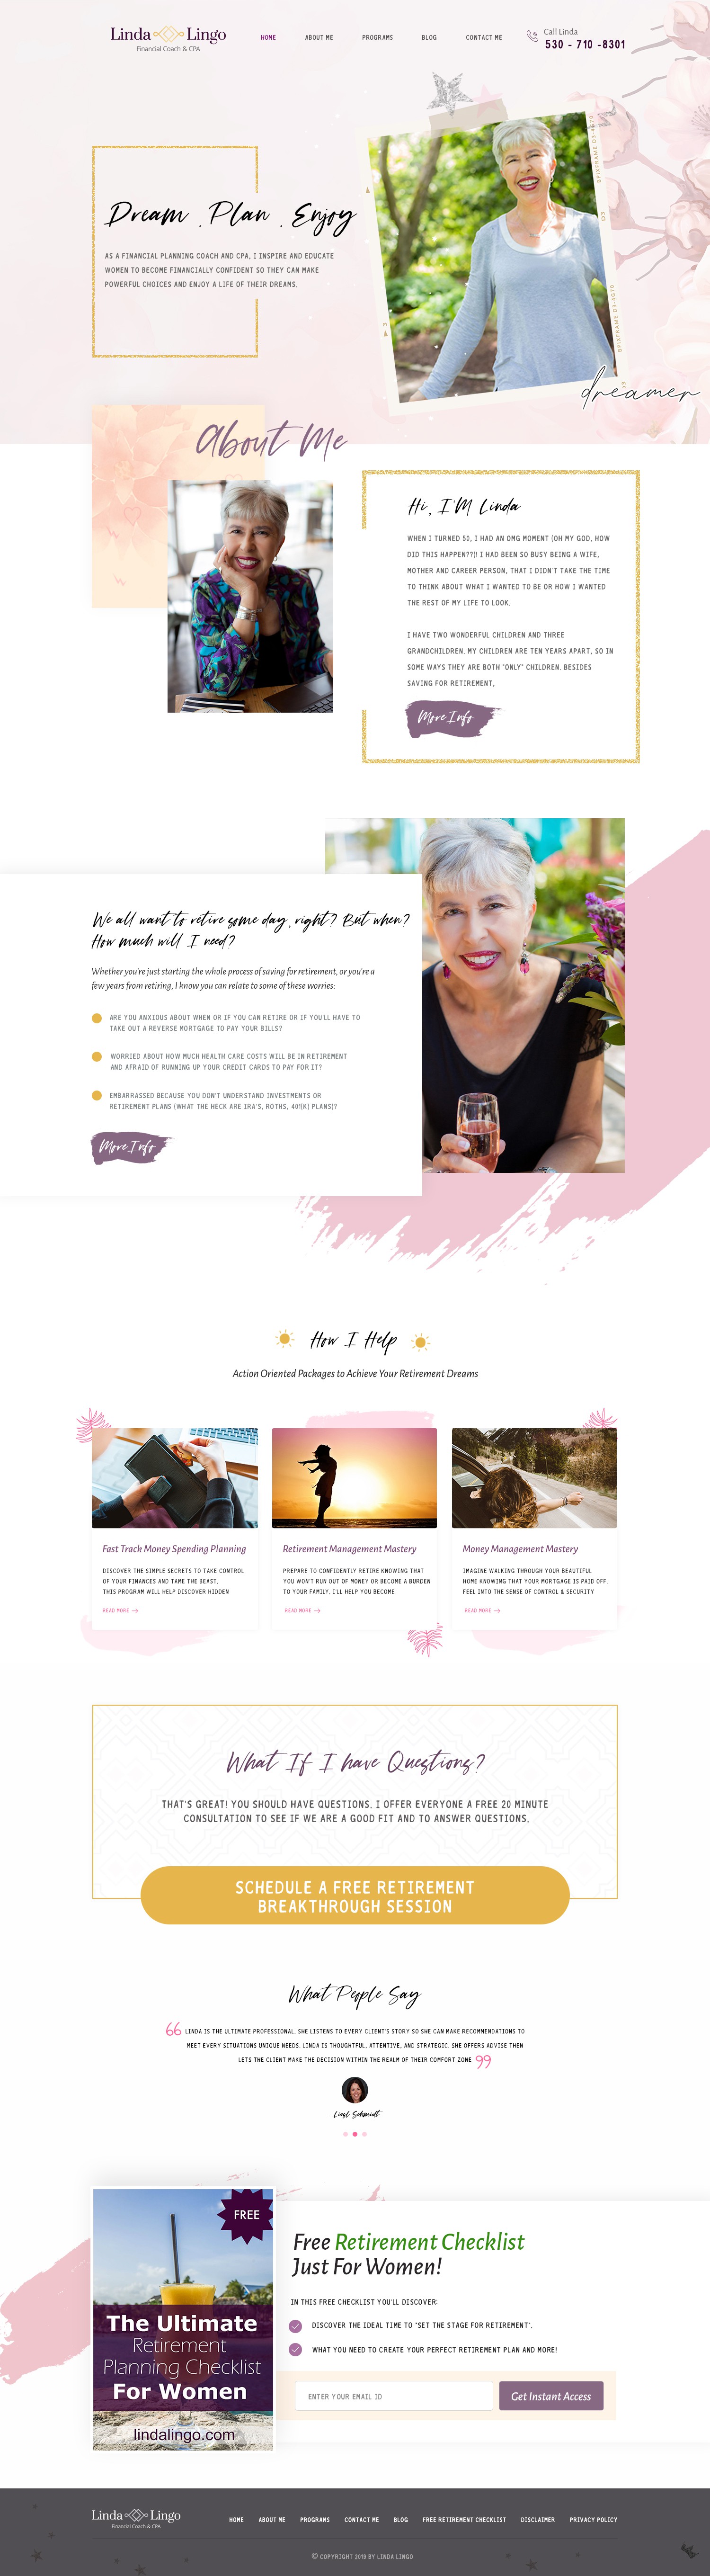 Linda Lingo
Financial Coach & CPA
HOME ABOUT ME PROGRAMS BLOG CONTACT ME
Call Linda
530 - 710 -8301
Dream . Plan . Enjoy
AS A FINANCIAL PLANNING COACH AND CPA, I INSPIRE AND EDUCATE
WOMEN TO BECOME FINANCIALLY CONFIDENT SO THEY CAN MAKE
POWERFUL CHOICES AND ENJOY A LIFE OF THEIR DREAMS.
dreamer
About Me
Hi, I'M Linda
WHEN I TURNED 50, I HAD AN OMG MOMENT (OH MY GOD, HOW
DID THIS HAPPEN??)! I HAD BEEN SO BUSY BEING A WIFE,
MOTHER AND CAREER PERSON, THAT I DIDN'T TAKE THE TIME
TO THINK ABOUT WHAT I WANTED TO BE OR HOW I WANTED
THE REST OF MY LIFE TO LOOK.
I HAVE TWO WONDERFUL CHILDREN AND THREE
GRANDCHILDREN. MY CHILDREN ARE TEN YEARS APART, SO IN
SOME WAYS THEY ARE BOTH "ONLY" CHILDREN. BESIDES
SAVING FOR RETIREMENT,
More Info
We all want to retire some day, right? But when?
How much will I need?
Whether you're just starting the whole process of saving for retirement, or you're a
few years from retiring, I know you can relate to some of these worries:
ARE YOU ANXIOUS ABOUT WHEN OR IF YOU CAN RETIRE OR IF YOU'LL HAVE TO
TAKE OUT A REVERSE MORTGAGE TO PAY YOUR BILLS?
WORRIED ABOUT HOW MUCH HEALTH CARE COSTS WILL BE IN RETIREMENT
AND AFRAID OF RUNNING UP YOUR CREDIT CARDS TO PAY FOR IT?
EMBARRASSED BECAUSE YOU DON'T UNDERSTAND INVESTMENTS OR
RETIREMENT PLANS (WHAT THE HECK ARE IRA'S, ROTHS, 401(K) PLANS)?
More Info
How I Help
Action Oriented Packages to Achieve Your Retirement Dreams
Fast Track Money Spending Planning
DISCOVER THE SIMPLE SECRETS TO TAKE CONTROL
OF YOUR FINANCES AND TAME THE BEAST.
THIS PROGRAM WILL HELP DISCOVER HIDDEN
READ MORE
Retirement Management Mastery
PREPARE TO CONFIDENTLY RETIRE KNOWING THAT
YOU WON'T RUN OUT OF MONEY OR BECOME A BURDEN
TO YOUR FAMILY. I'LL HELP YOU BECOME
READ MORE
Money Management Mastery
IMAGINE WALKING THROUGH YOUR BEAUTIFUL
HOME KNOWING THAT YOUR MORTGAGE IS PAID OFF.
FEEL INTO THE SENSE OF CONTROL & SECURITY
READ MORE
What If I have Questions?
THAT'S GREAT! YOU SHOULD HAVE QUESTIONS. I OFFER EVERYONE A FREE 20 MINUTE
CONSULTATION TO SEE IF WE ARE A GOOD FIT AND TO ANSWER QUESTIONS.
SCHEDULE A FREE RETIREMENT
BREAKTHROUGH SESSION
What People Say
LINDA IS THE ULTIMATE PROFESSIONAL. SHE LISTENS TO EVERY CLIENT'S STORY SO SHE CAN MAKE RECOMMENDATIONS TO
MEET EVERY SITUATIONS UNIQUE NEEDS. LINDA IS THOUGHTFUL, ATTENTIVE, AND STRATEGIC. SHE OFFERS ADVISE THEN
LETS THE CLIENT MAKE THE DECISION WITHIN THE REALM OF THEIR COMFORT ZONE
- Liesl Schmidt
FREE
The Ultimate
Retirement
Planning Checklist
For Women
lindalingo.com
Free Retirement Checklist
Just For Women!
IN THIS FREE CHECKLIST YOU'LL DISCOVER:
DISCOVER THE IDEAL TIME TO "SET THE STAGE FOR RETIREMENT".
WHAT YOU NEED TO CREATE YOUR PERFECT RETIREMENT PLAN AND MORE!
ENTER YOUR EMAIL ID
Get Instant Access
Linda Lingo
Financial Coach & CPA
HOME ABOUT ME PROGRAMS CONTACT ME BLOG FREE RETIREMENT CHECKLIST DISCLAIMER PRIVACY POLICY
© COPYRIGHT 2019 BY LINDA LINGO